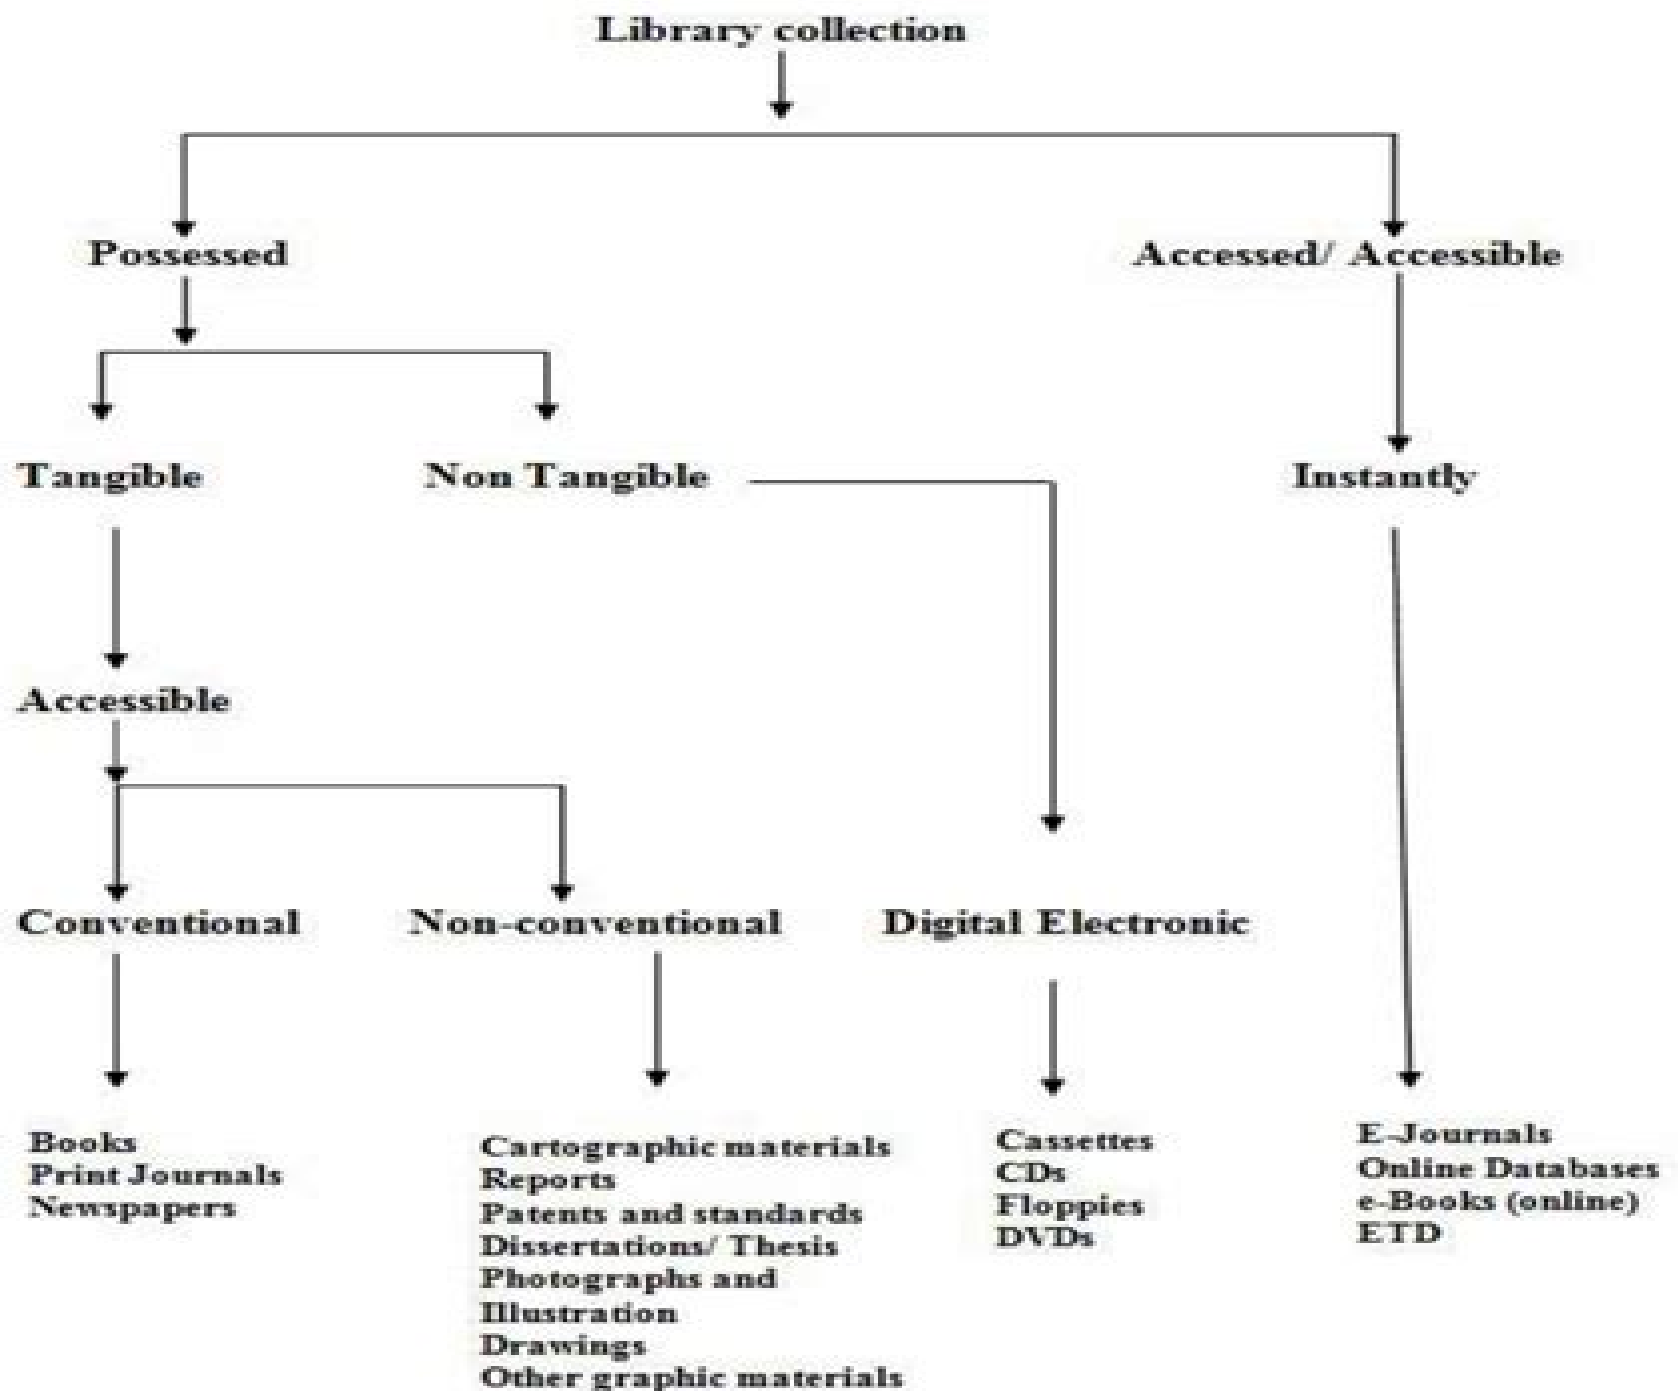 Library collection
Possessed
Accessed/ Accessible
Tangible
Non Tangible
Instantly
Accessible
Conventional
Non-conventional
Digital Electronic
Books
Print Journals
Newspapers
Cartographic materials
Reports
Patents and standards
Dissertations/ Thesis
Photographs and
Illustration
Drawings
Other graphic materials
Cassettes
CDs
Floppies
DVDs
E-Journals
Online Databases
e-Books (online)
ETD